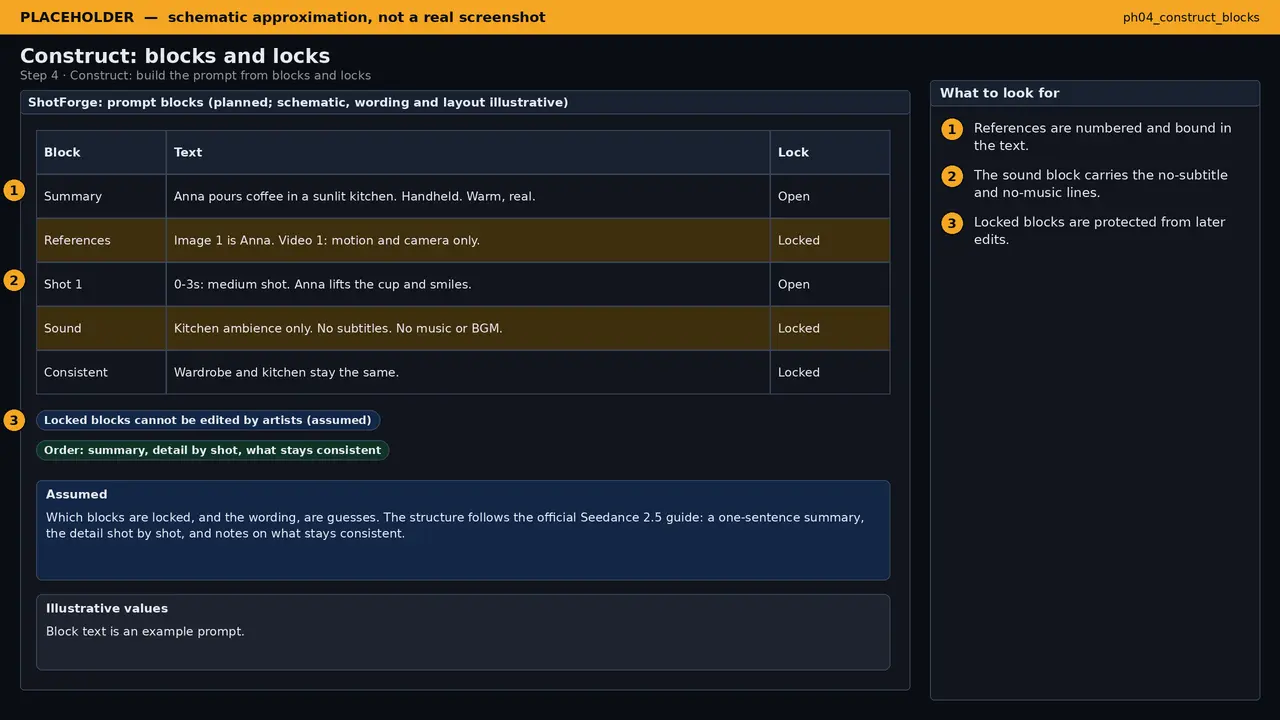 PLACEHOLDER — schematic approximation, not a real screenshot
ph04_construct_blocks
Construct: blocks and locks
Step 4 · Construct: build the prompt from blocks and locks
ShotForge: prompt blocks (planned; schematic, wording and layout illustrative)
Block Text Lock
1
Summary Anna pours coffee in a sunlit kitchen. Handheld. Warm, real. Open
References Image 1 is Anna. Video 1: motion and camera only. Locked
2
Shot 1 0-3s: medium shot. Anna lifts the cup and smiles. Open
Sound Kitchen ambience only. No subtitles. No music or BGM. Locked
Consistent Wardrobe and kitchen stay the same. Locked
3
Locked blocks cannot be edited by artists (assumed)
Order: summary, detail by shot, what stays consistent
Assumed
Which blocks are locked, and the wording, are guesses. The structure follows the official Seedance 2.5 guide: a one-sentence summary,
the detail shot by shot, and notes on what stays consistent.
Illustrative values
Block text is an example prompt.
What to look for
1 References are numbered and bound in
the text.
2 The sound block carries the no-subtitle
and no-music lines.
3 Locked blocks are protected from later
edits.